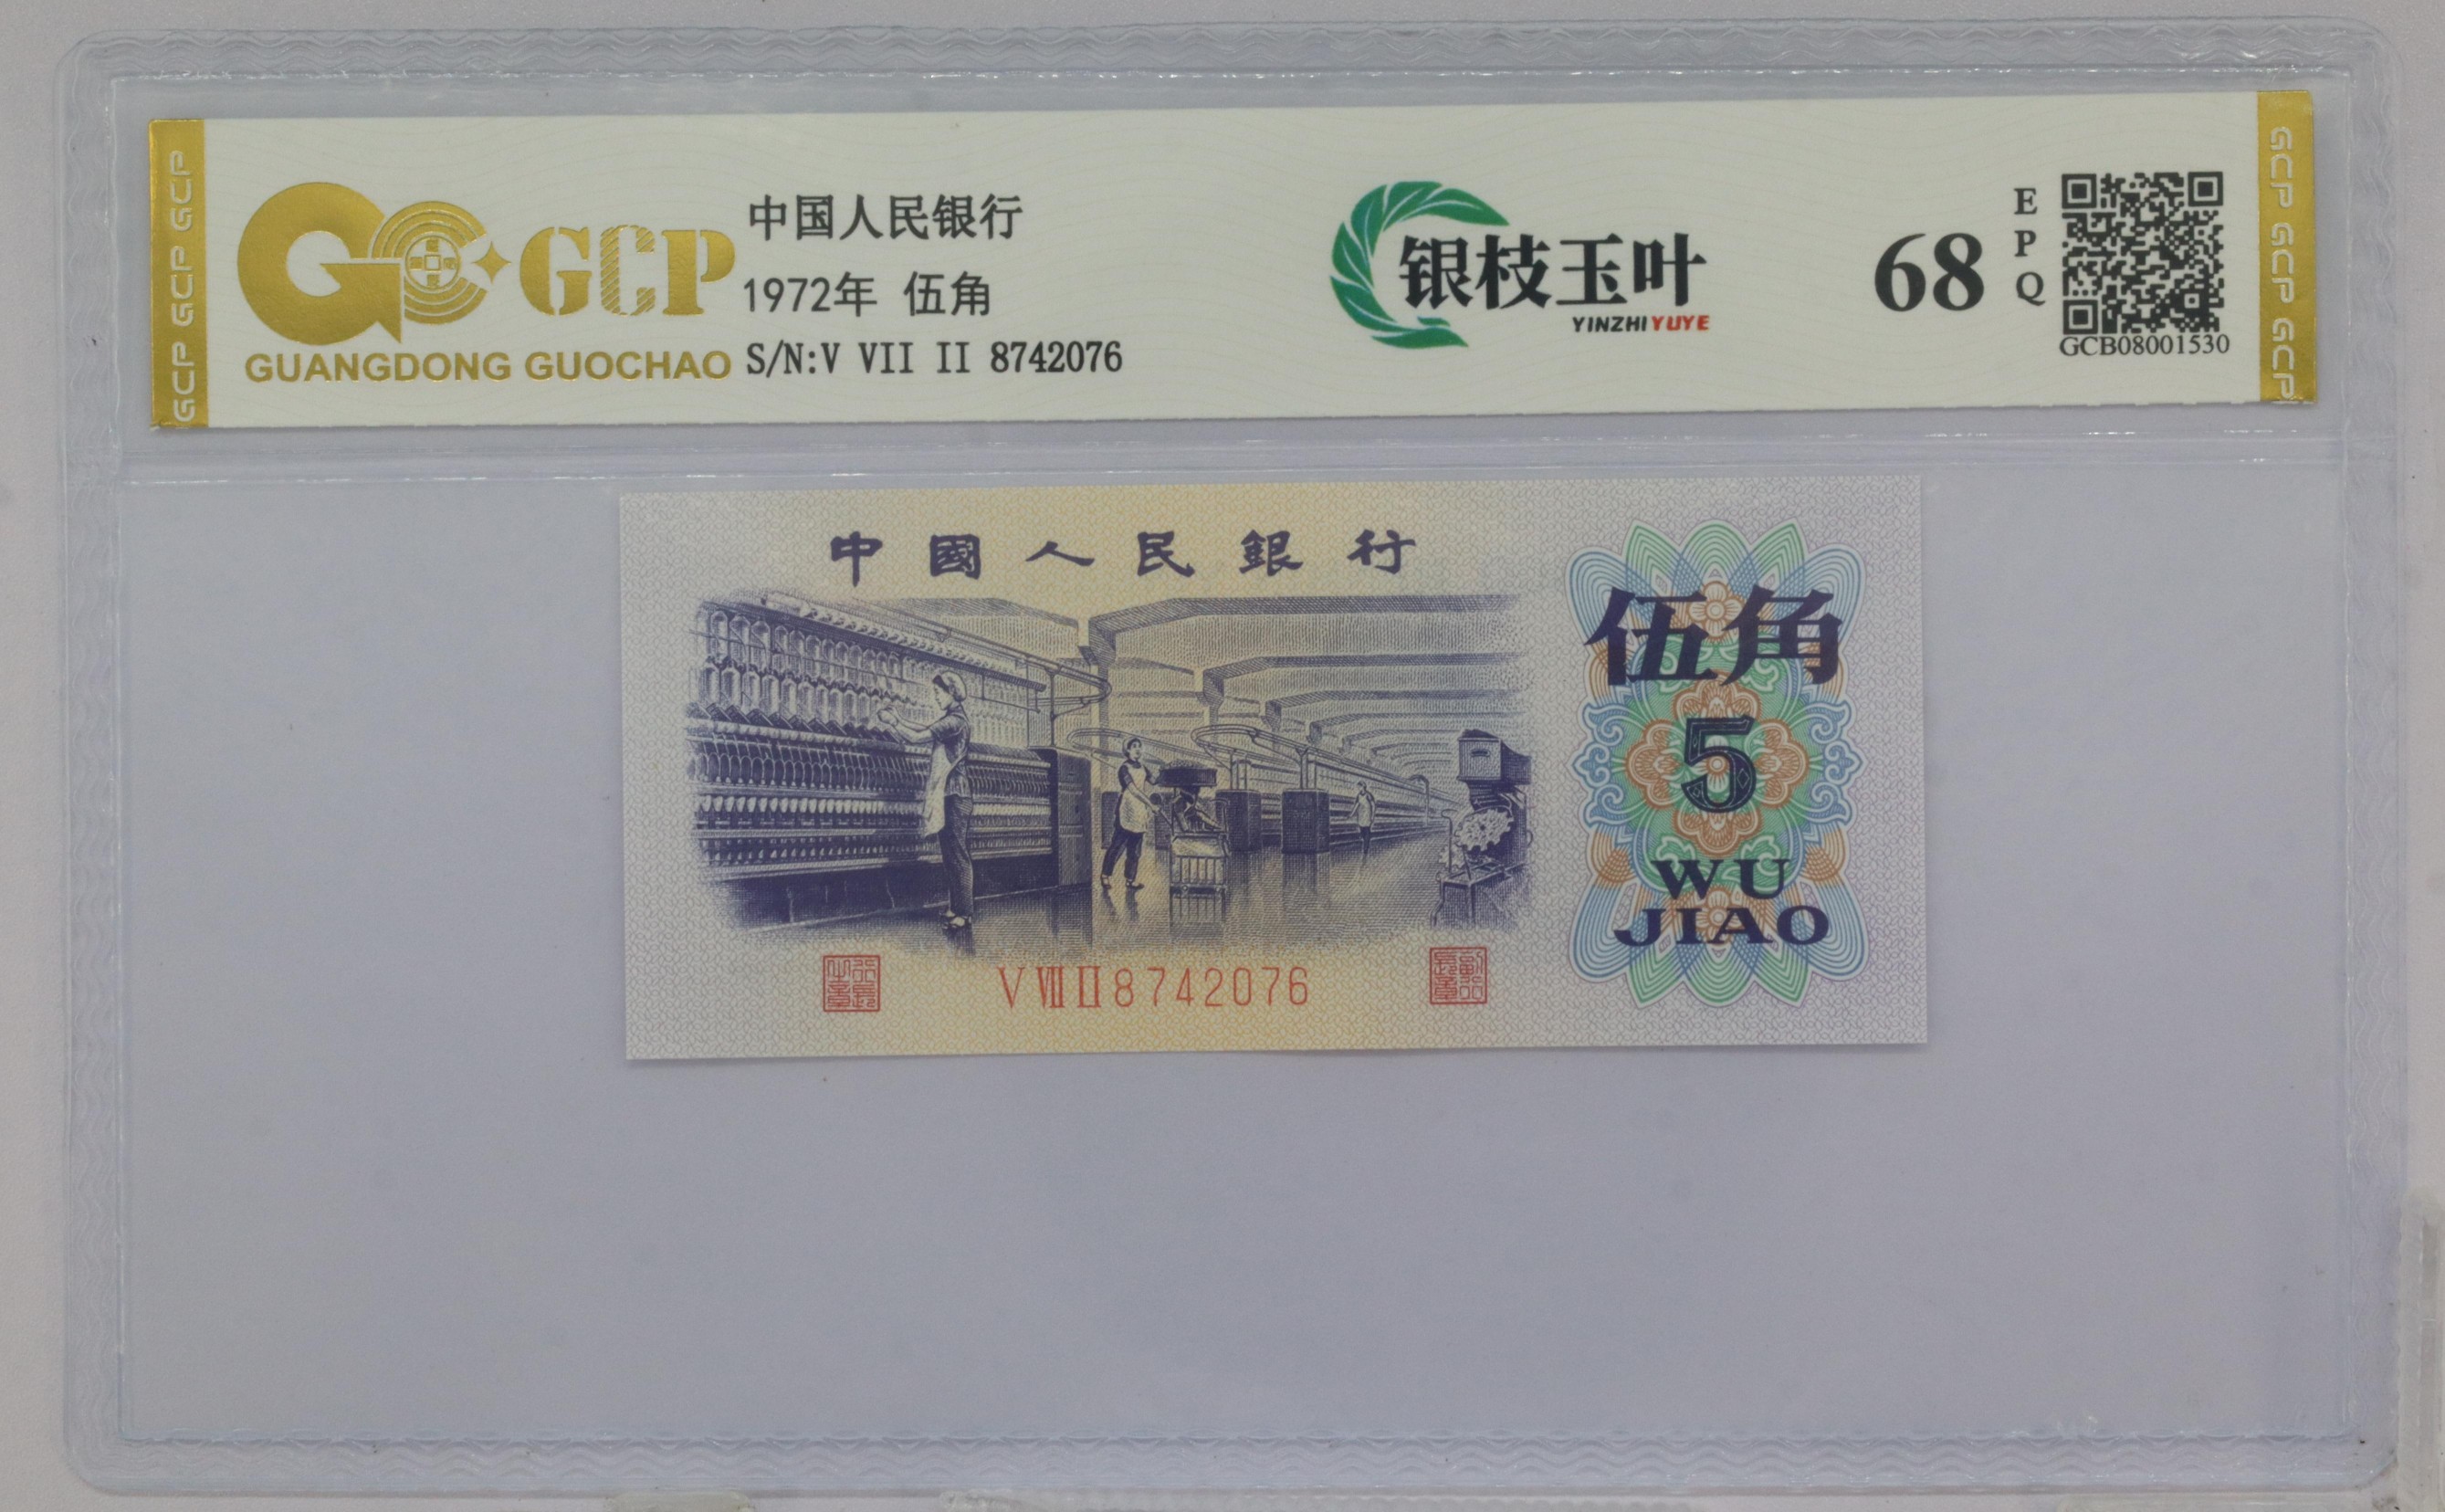 GCP GCP GCP
GCP
GUANGDONG GUOCHAO
中国人民银行
1972年 伍角
S/N:V VII II 8742076
银枝玉叶
YINZHIYUYE
68
EPQ
GCB08001530
GCP GCP GCP
中國人民銀行
伍角
5
WU
JIAO
V VII II 8742076